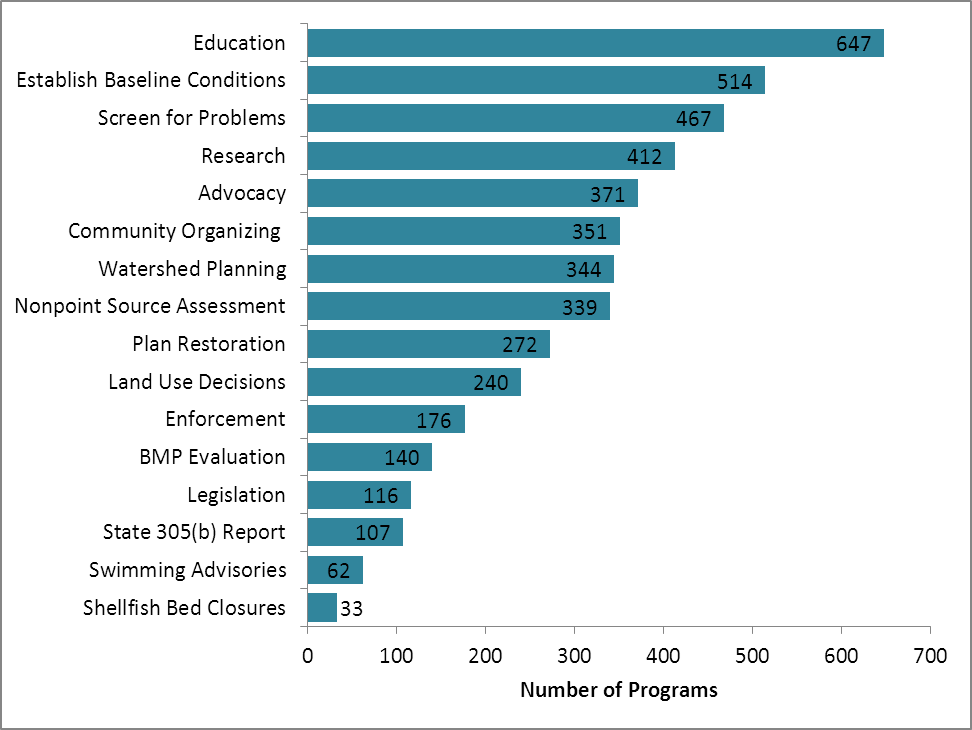 Education 647
Establish Baseline Conditions 514
Screen for Problems 467
Research 412
Advocacy 371
Community Organizing 351
Watershed Planning 344
Nonpoint Source Assessment 339
Plan Restoration 272
Land Use Decisions 240
Enforcement 176
BMP Evaluation 140
Legislation 116
State 305(b) Report 107
Swimming Advisories 62
Shellfish Bed Closures 33
0 100 200 300 400 500 600 700
Number of Programs